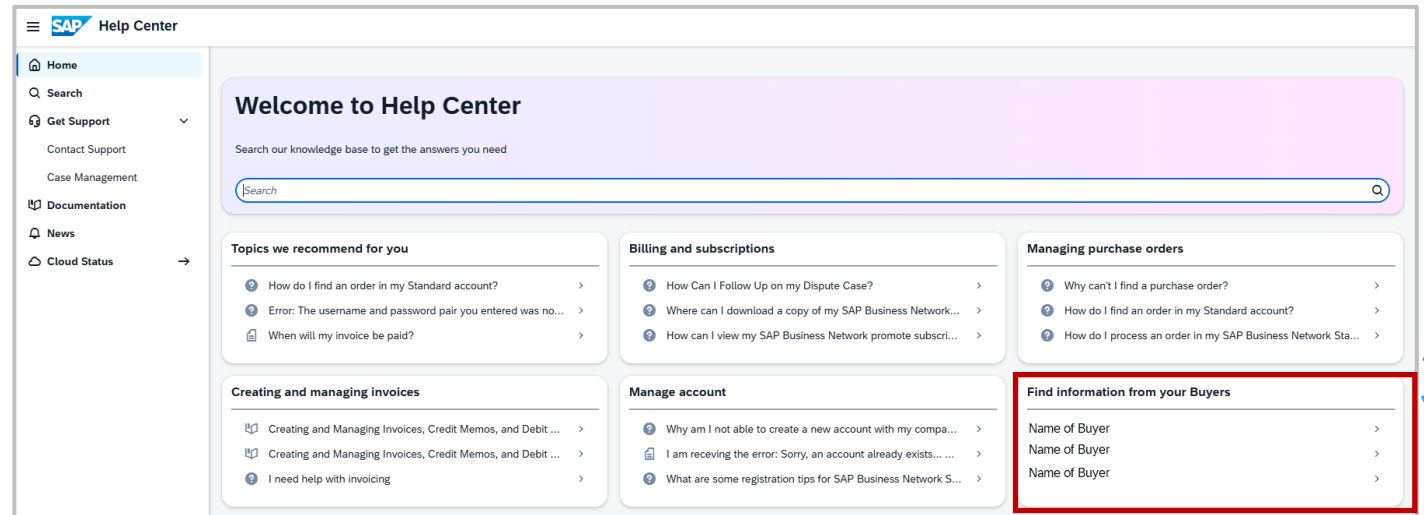 SAP Help Center
Home
Search
Get Support
Contact Support
Case Management
Documentation
News
Cloud Status
Welcome to Help Center
Search our knowledge base to get the answers you need
Search
Topics we recommend for you
How do I find an order in my Standard account?
Error: The username and password pair you entered was no...
When will my invoice be paid?
Billing and subscriptions
How Can I Follow Up on my Dispute Case?
Where can I download a copy of my SAP Business Network...
How can I view my SAP Business Network promote subscri...
Managing purchase orders
Why can't I find a purchase order?
How do I find an order in my Standard account?
How do I process an order in my SAP Business Network Sta...
Creating and managing invoices
Creating and Managing Invoices, Credit Memos, and Debit ...
Creating and Managing Invoices, Credit Memos, and Debit ...
I need help with invoicing
Manage account
Why am I not able to create a new account with my compa...
I am receving the error: Sorry, an account already exists... ...
What are some registration tips for SAP Business Network S...
Find information from your Buyers
Name of Buyer
Name of Buyer
Name of Buyer